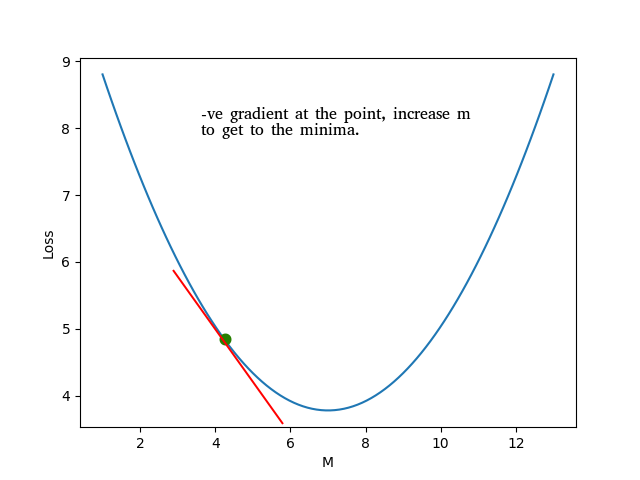 -ve gradient at the point, increase m
to get to the minima.
9
8
7
6
5
4
Loss
2 4 6 8 10 12
M